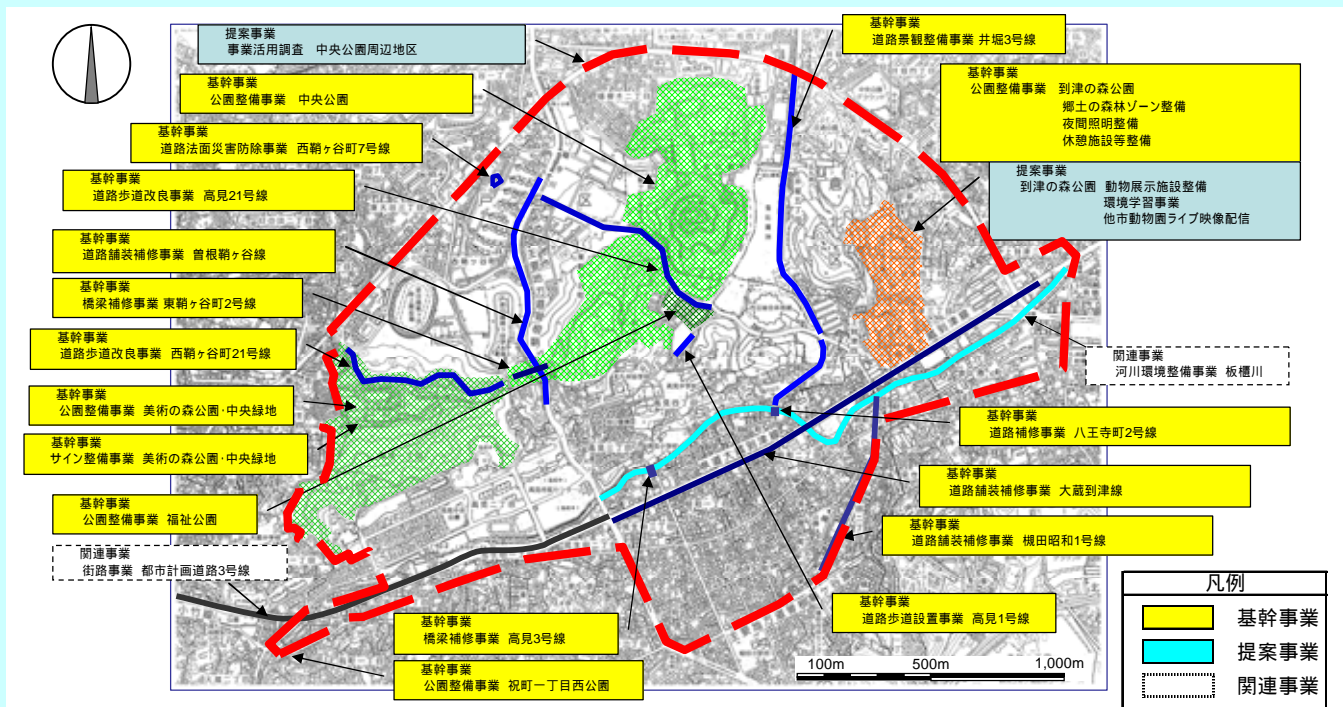 提案事業
事業活用調査 中央公園周辺地区
基幹事業
公園整備事業 中央公園
基幹事業
道路法面災害防除事業 西鞘ヶ谷町7号線
基幹事業
道路歩道改良事業 高見21号線
基幹事業
道路舗装補修事業 曽根鞘ヶ谷線
基幹事業
橋梁補修事業 東鞘ヶ谷町2号線
基幹事業
道路歩道改良事業 西鞘ヶ谷町21号線
基幹事業
公園整備事業 美術の森公園・中央緑地
基幹事業
サイン整備事業 美術の森公園・中央緑地
基幹事業
公園整備事業 福祉公園
関連事業
街路事業 都市計画道路3号線
基幹事業
道路景観整備事業 井堀3号線
基幹事業
公園整備事業 到津の森公園
郷土の森林ゾーン整備
夜間照明整備
休憩施設等整備
提案事業
到津の森公園 動物展示施設整備
環境学習事業
他市動物園ライブ映像配信
関連事業
河川環境整備事業 板櫃川
基幹事業
道路補修事業 八王寺町2号線
基幹事業
道路舗装補修事業 大蔵到津線
基幹事業
道路舗装補修事業 槻田昭和1号線
基幹事業
道路歩道設置事業 高見1号線
基幹事業
橋梁補修事業 高見3号線
基幹事業
公園整備事業 祝町一丁目西公園
100m 500m 1,000m
凡例
基幹事業
提案事業
関連事業